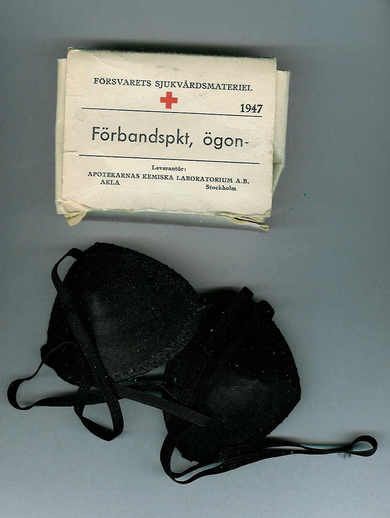 FÖRSVARETS SJUKVÅRDSMATERIEL
1947
Förbandspkt, ögon-
Leverantör:
APOTEKARNAS KEMISKA LABORATORIUM A.B.
AKLA Stockholm